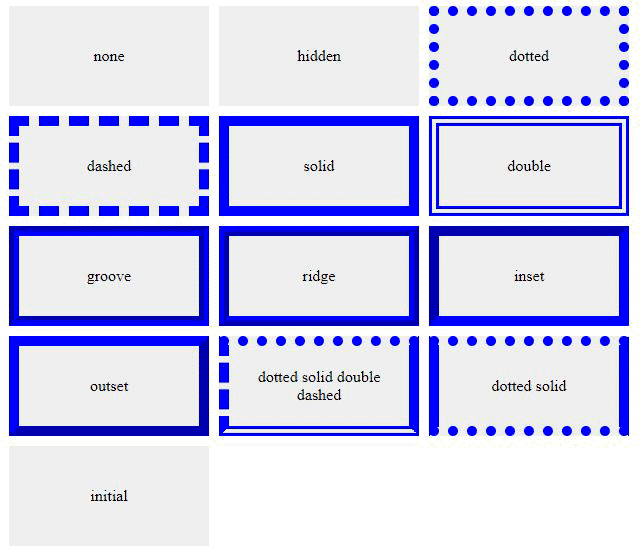 none
hidden
dotted
dashed
solid
double
groove
ridge
inset
outset
dotted solid double
dashed
dotted solid
initial